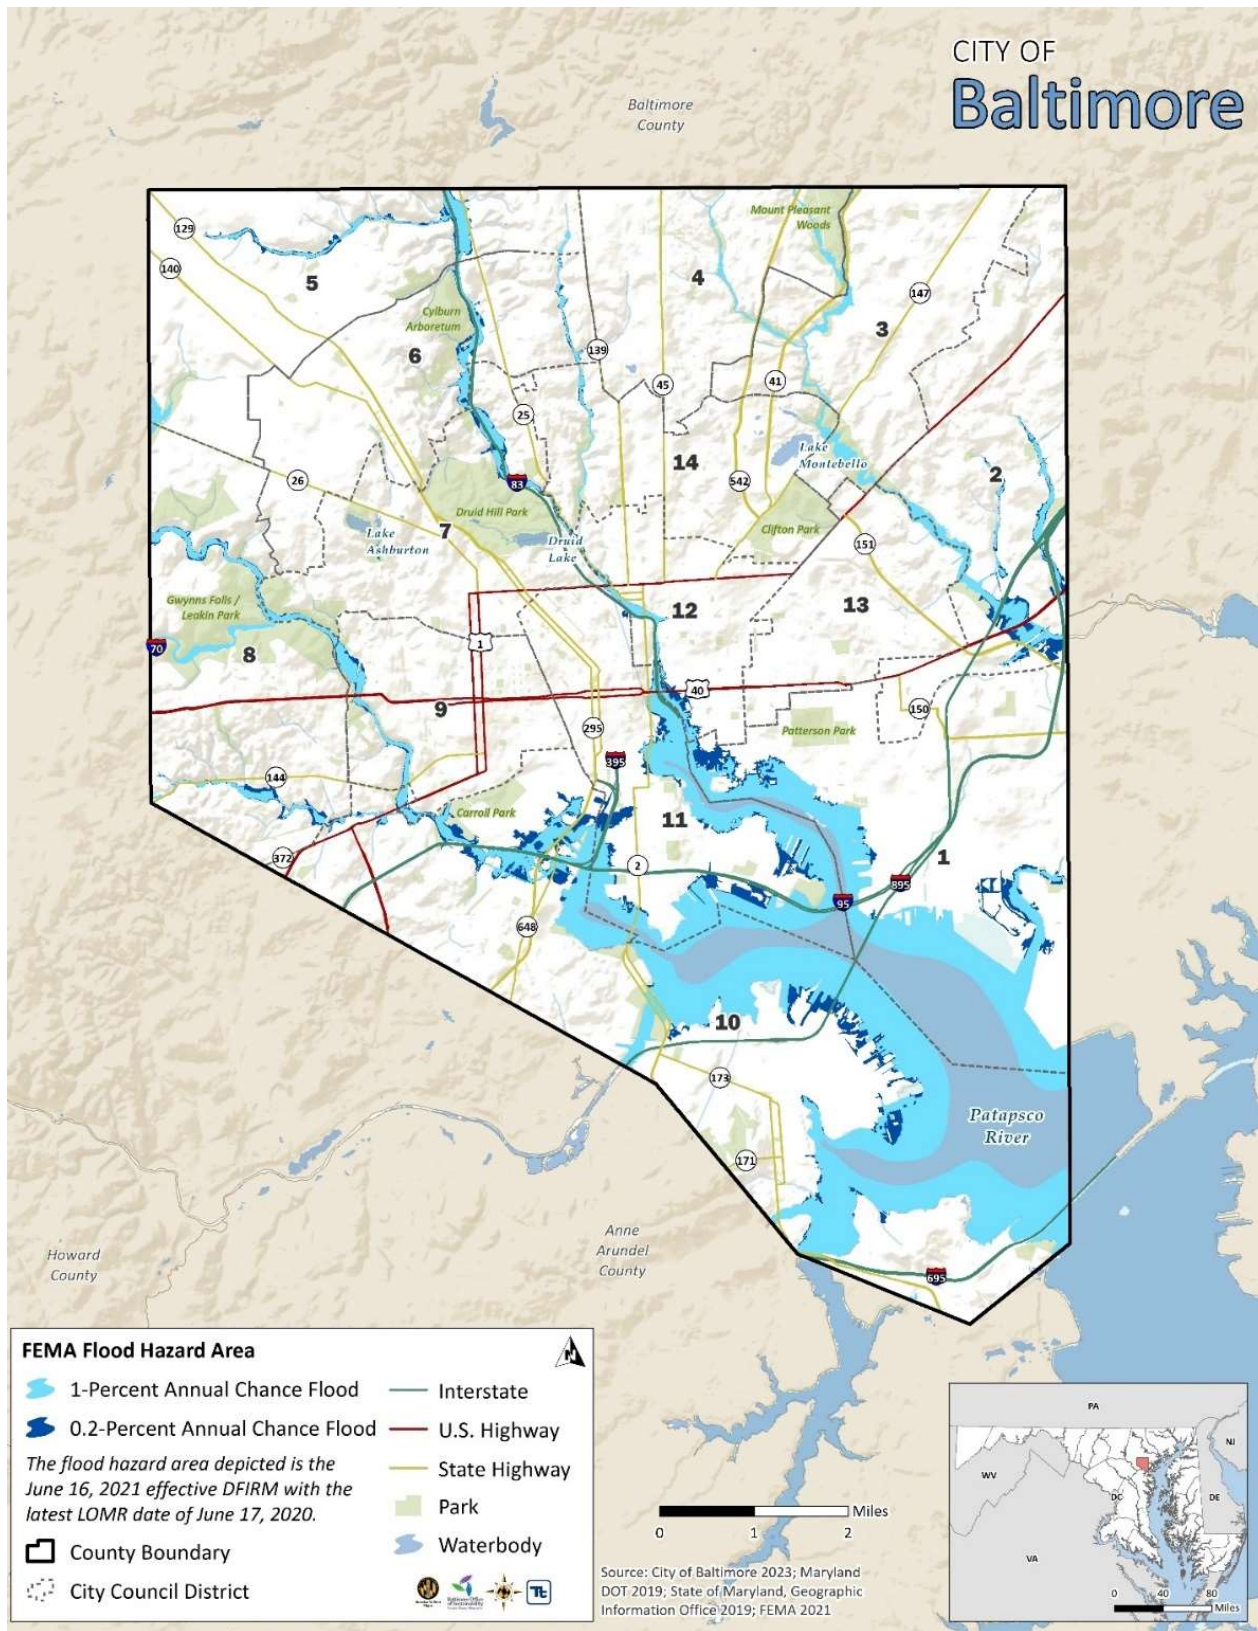 CITY OF
Baltimore
Baltimore
County
Mount Pleasant
Woods
129
140
5
4
147
3
Cylburn
Arboretum
6
139
45
41
25
Lake
Montebello
14
2
26
83
542
Druid Hill Park
7
Lake
Ashburton
Druid
Lake
Clifton Park
151
Gwynns Falls /
Leakin Park
12
13
70
8
1
40
9
295
150
Patterson Park
395
144
Carroll Park
11
372
2
1
895
95
648
10
173
Patapsco
River
171
Anne
Arundel
County
Howard
County
695
FEMA Flood Hazard Area
N
1-Percent Annual Chance Flood
0.2-Percent Annual Chance Flood
The flood hazard area depicted is the
June 16, 2021 effective DFIRM with the
latest LOMR date of June 17, 2020.
County Boundary
City Council District
Interstate
U.S. Highway
State Highway
Park
Waterbody
Tt
0 1 2 Miles
Source: City of Baltimore 2023; Maryland
DOT 2019; State of Maryland, Geographic
Information Office 2019; FEMA 2021
PA
NJ
WV
DC
DE
VA
0 40 80
Miles